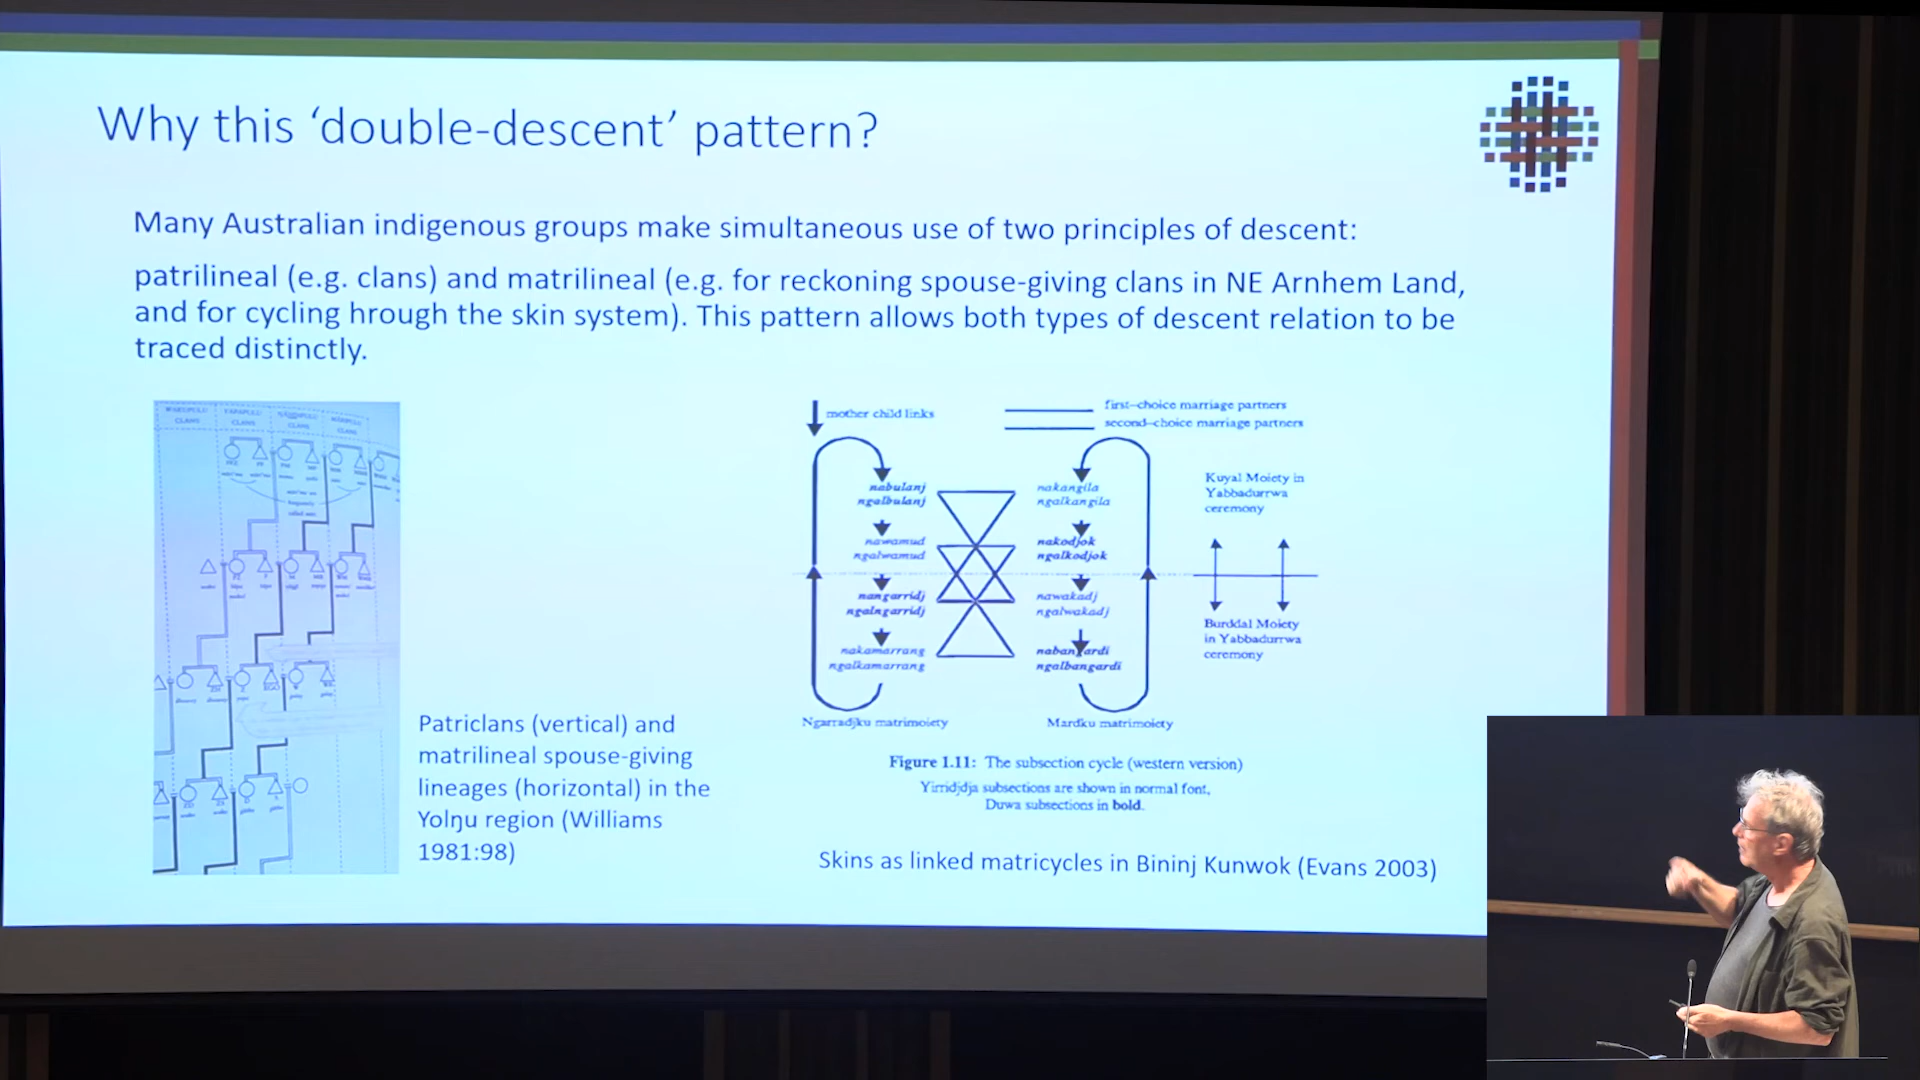 Why this ‘double-descent’ pattern?
Many Australian indigenous groups make simultaneous use of two principles of descent:
patrilineal (e.g. clans) and matrilineal (e.g. for reckoning spouse-giving clans in NE Arnhem Land,
and for cycling hrough the skin system). This pattern allows both types of descent relation to be
traced distinctly.
CLANS CLANS CLANS CLANS
Patriclans (vertical) and
matrilineal spouse-giving
lineages (horizontal) in the
Yolŋu region (Williams
1981:98)
mother child links
first-choice marriage partners
second-choice marriage partners
nabulanj
ngalbulanj
nawamud
ngalwamud
nangarridj
ngalngarridj
nakamarrang
ngalkamarrang
Ngarradjku matrimoiety
nakangila
ngalkangila
nakodjok
ngalkodjok
nawakadj
ngalwakadj
ngalbangardi
Mardku matrimoiety
Kuyal Moiety in
Yabbadurrwa
ceremony
Burddal Moiety
in Yabbadurrwa
ceremony
Figure 1.11: The subsection cycle (western version)
Yirridjdja subsections are shown in normal font,
Duwa subsections in bold.
Skins as linked matricycles in Bininj Kunwok (Evans 2003)